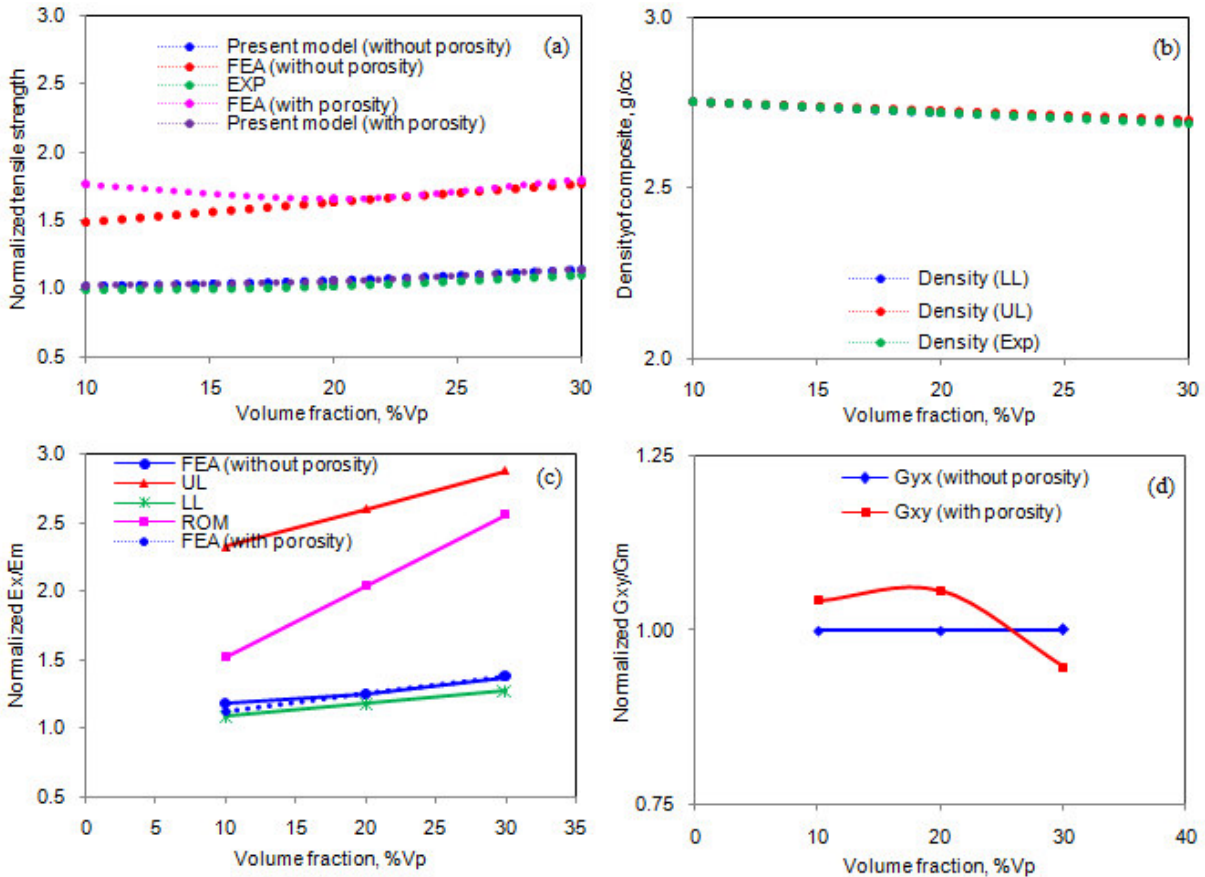 3.0
2.5
2.0
1.5
1.0
0.5
Normalized tensile strength
Present model (without porosity)
FEA (without porosity)
EXP
FEA (with porosity)
Present model (with porosity)
(a)
10 15 20 25 30
Volume fraction, %Vp
3.0
2.5
2.0
Density of composite, g/cc
(b)
Density (LL)
Density (UL)
Density (Exp)
10 15 20 25 30
Volume fraction, %Vp
3.0
2.5
2.0
1.5
1.0
0.5
Normalized Ex/Em
FEA (without porosity)
UL
LL
ROM
FEA (with porosity)
(c)
0 5 10 15 20 25 30 35
Volume fraction, %Vp
1.25
1.00
0.75
Normalized Gxy/Gm
Gyx (without porosity)
Gxy (with porosity)
(d)
0 10 20 30 40
Volume fraction, %Vp